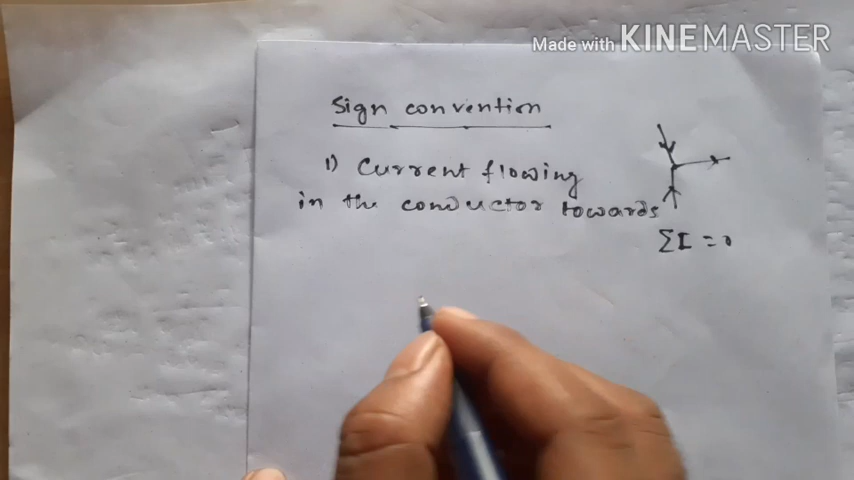 Made with KINEMASTER
Sign convention
1) Current flowing
in the conductor towards
ΣI = 0